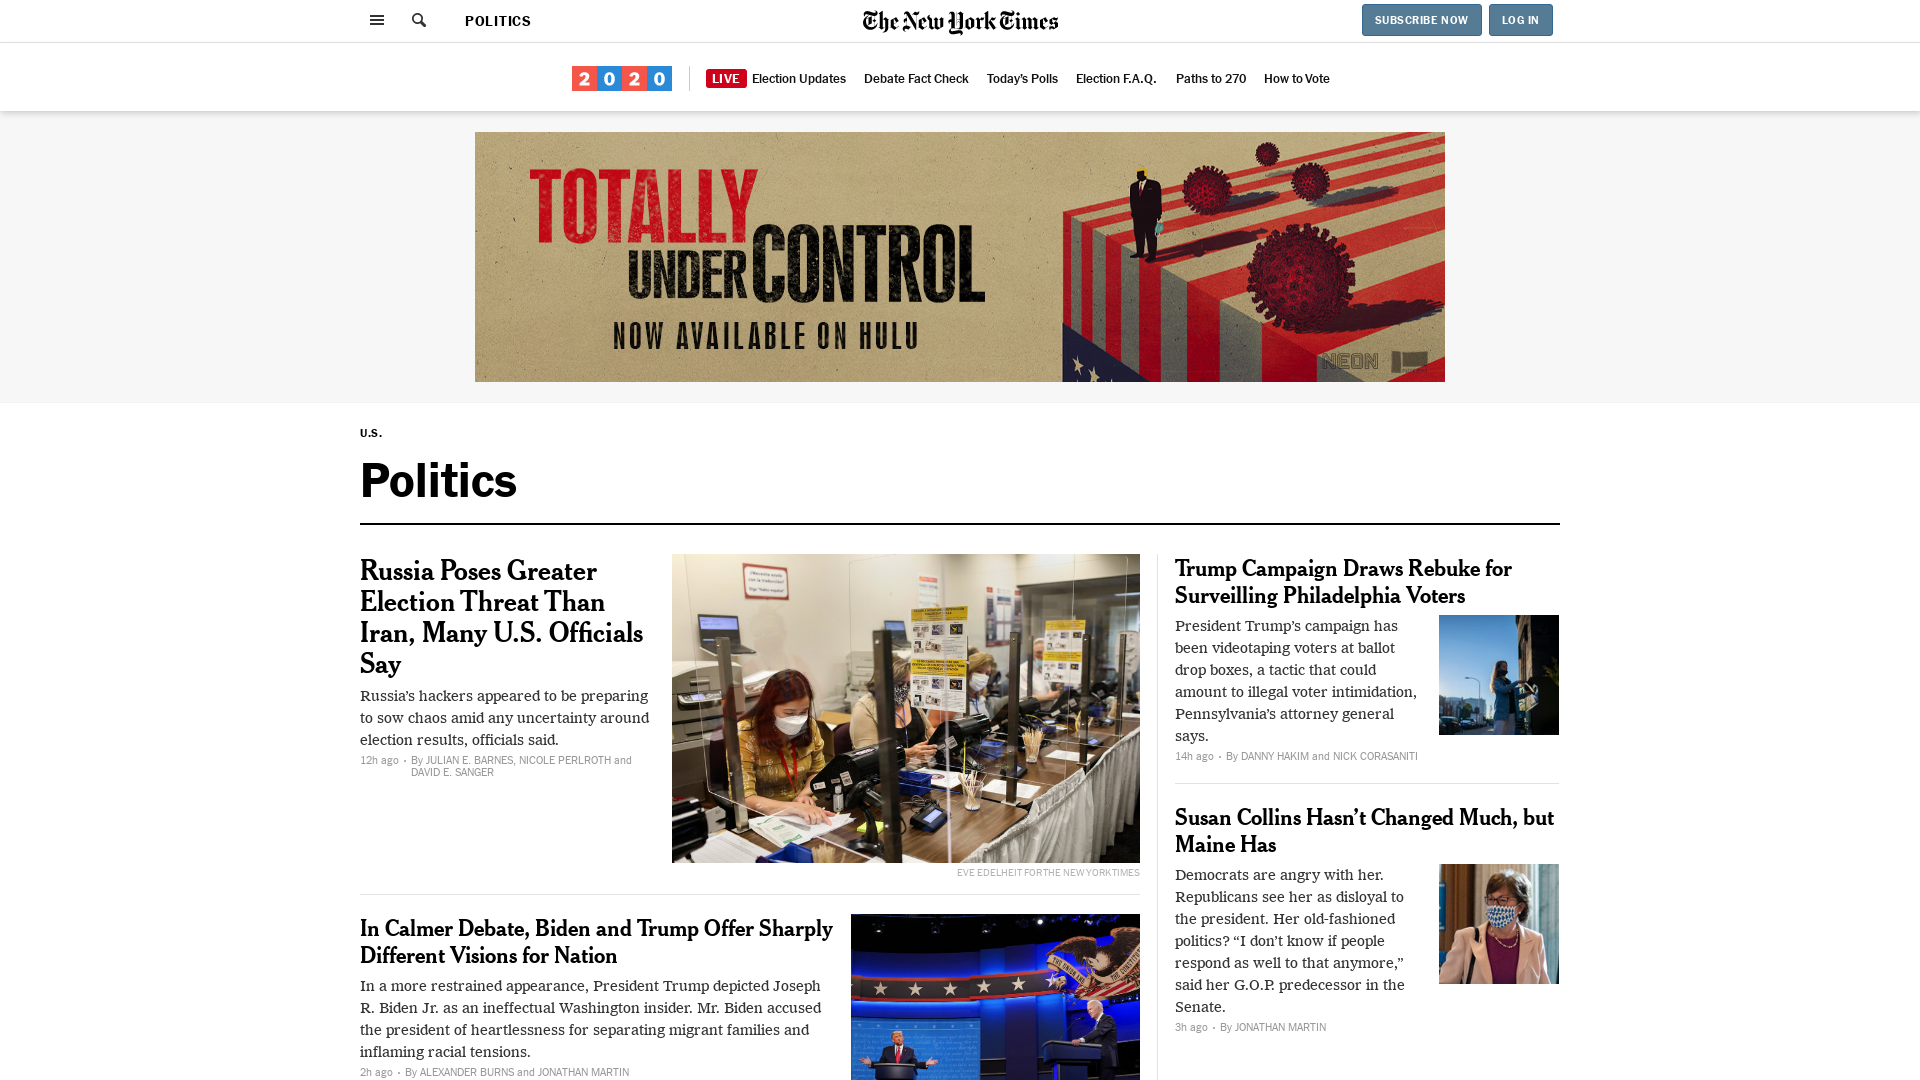 POLITICS
The New York Times
SUBSCRIBE NOW
LOG IN
2020
LIVE Election Updates
Debate Fact Check
Today's Polls
Election F.A.Q.
Paths to 270
How to Vote
TOTALLY
UNDER CONTROL
NOW AVAILABLE ON HULU
NEON
U.S.
Politics
Russia Poses Greater
Election Threat Than
Iran, Many U.S. Officials
Say
Russia’s hackers appeared to be preparing
to sow chaos amid any uncertainty around
election results, officials said.
12h ago • By JULIAN E. BARNES, NICOLE PERLROTH and
DAVID E. SANGER
EVE EDELHEIT FOR THE NEW YORK TIMES
In Calmer Debate, Biden and Trump Offer Sharply
Different Visions for Nation
In a more restrained appearance, President Trump depicted Joseph
R. Biden Jr. as an ineffectual Washington insider. Mr. Biden accused
the president of heartlessness for separating migrant families and
inflaming racial tensions.
2h ago • By ALEXANDER BURNS and JONATHAN MARTIN
Trump Campaign Draws Rebuke for
Surveilling Philadelphia Voters
President Trump’s campaign has
been videotaping voters at ballot
drop boxes, a tactic that could
amount to illegal voter intimidation,
Pennsylvania’s attorney general
says.
14h ago • By DANNY HAKIM and NICK CORASANITI
Susan Collins Hasn’t Changed Much, but
Maine Has
Democrats are angry with her.
Republicans see her as disloyal to
the president. Her old-fashioned
politics? “I don’t know if people
respond as well to that anymore,”
said her G.O.P. predecessor in the
Senate.
3h ago • By JONATHAN MARTIN